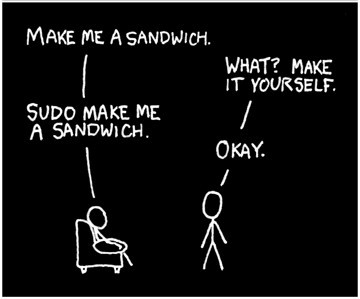 MAKE ME A SANDWICH.
WHAT? MAKE
IT YOURSELF.
SUDO MAKE ME
A SANDWICH.
OKAY.